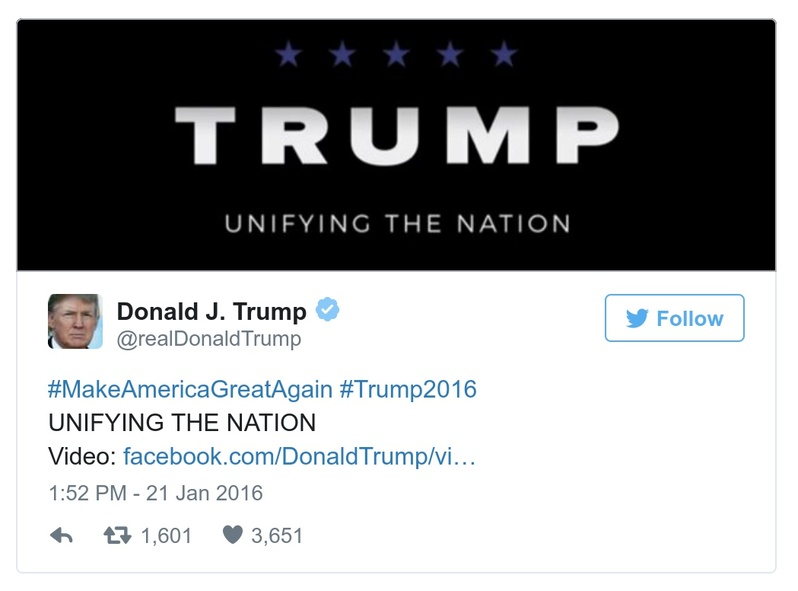 TRUMP
UNIFYING THE NATION
Donald J. Trump
Follow
@realDonaldTrump
#MakeAmericaGreatAgain #Trump2016
UNIFYING THE NATION
Video: facebook.com/DonaldTrump/vi…
1:52 PM - 21 Jan 2016
1,601 3,651